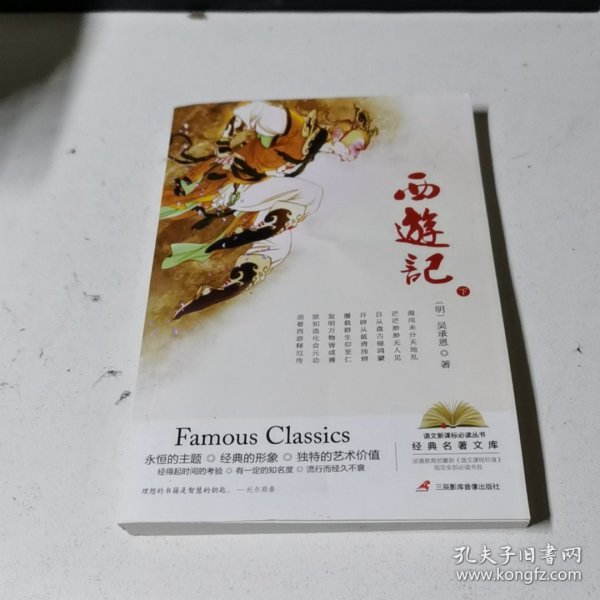 西遊記
下
（明）吴承恩◎著
混沌未分天地乱
茫茫渺渺无人见
自从盘古破鸿蒙
开辟从兹清浊辨
覆载群生仰至仁
发明万物皆成善
欲知造化会元功
须看西游释厄传
Famous Classics
永恒的主题 ◎ 经典的形象 ◎ 独特的艺术价值
经得起时间的考验 ◎ 有一定的知名度 ◎ 流行而经久不衰
理想的书籍是智慧的钥匙。 —托尔斯泰
语文新课标必读丛书
经典名著文库
指定全部必读书目
三辰影库音像出版社
孔夫子旧书网
www.kongfz.com